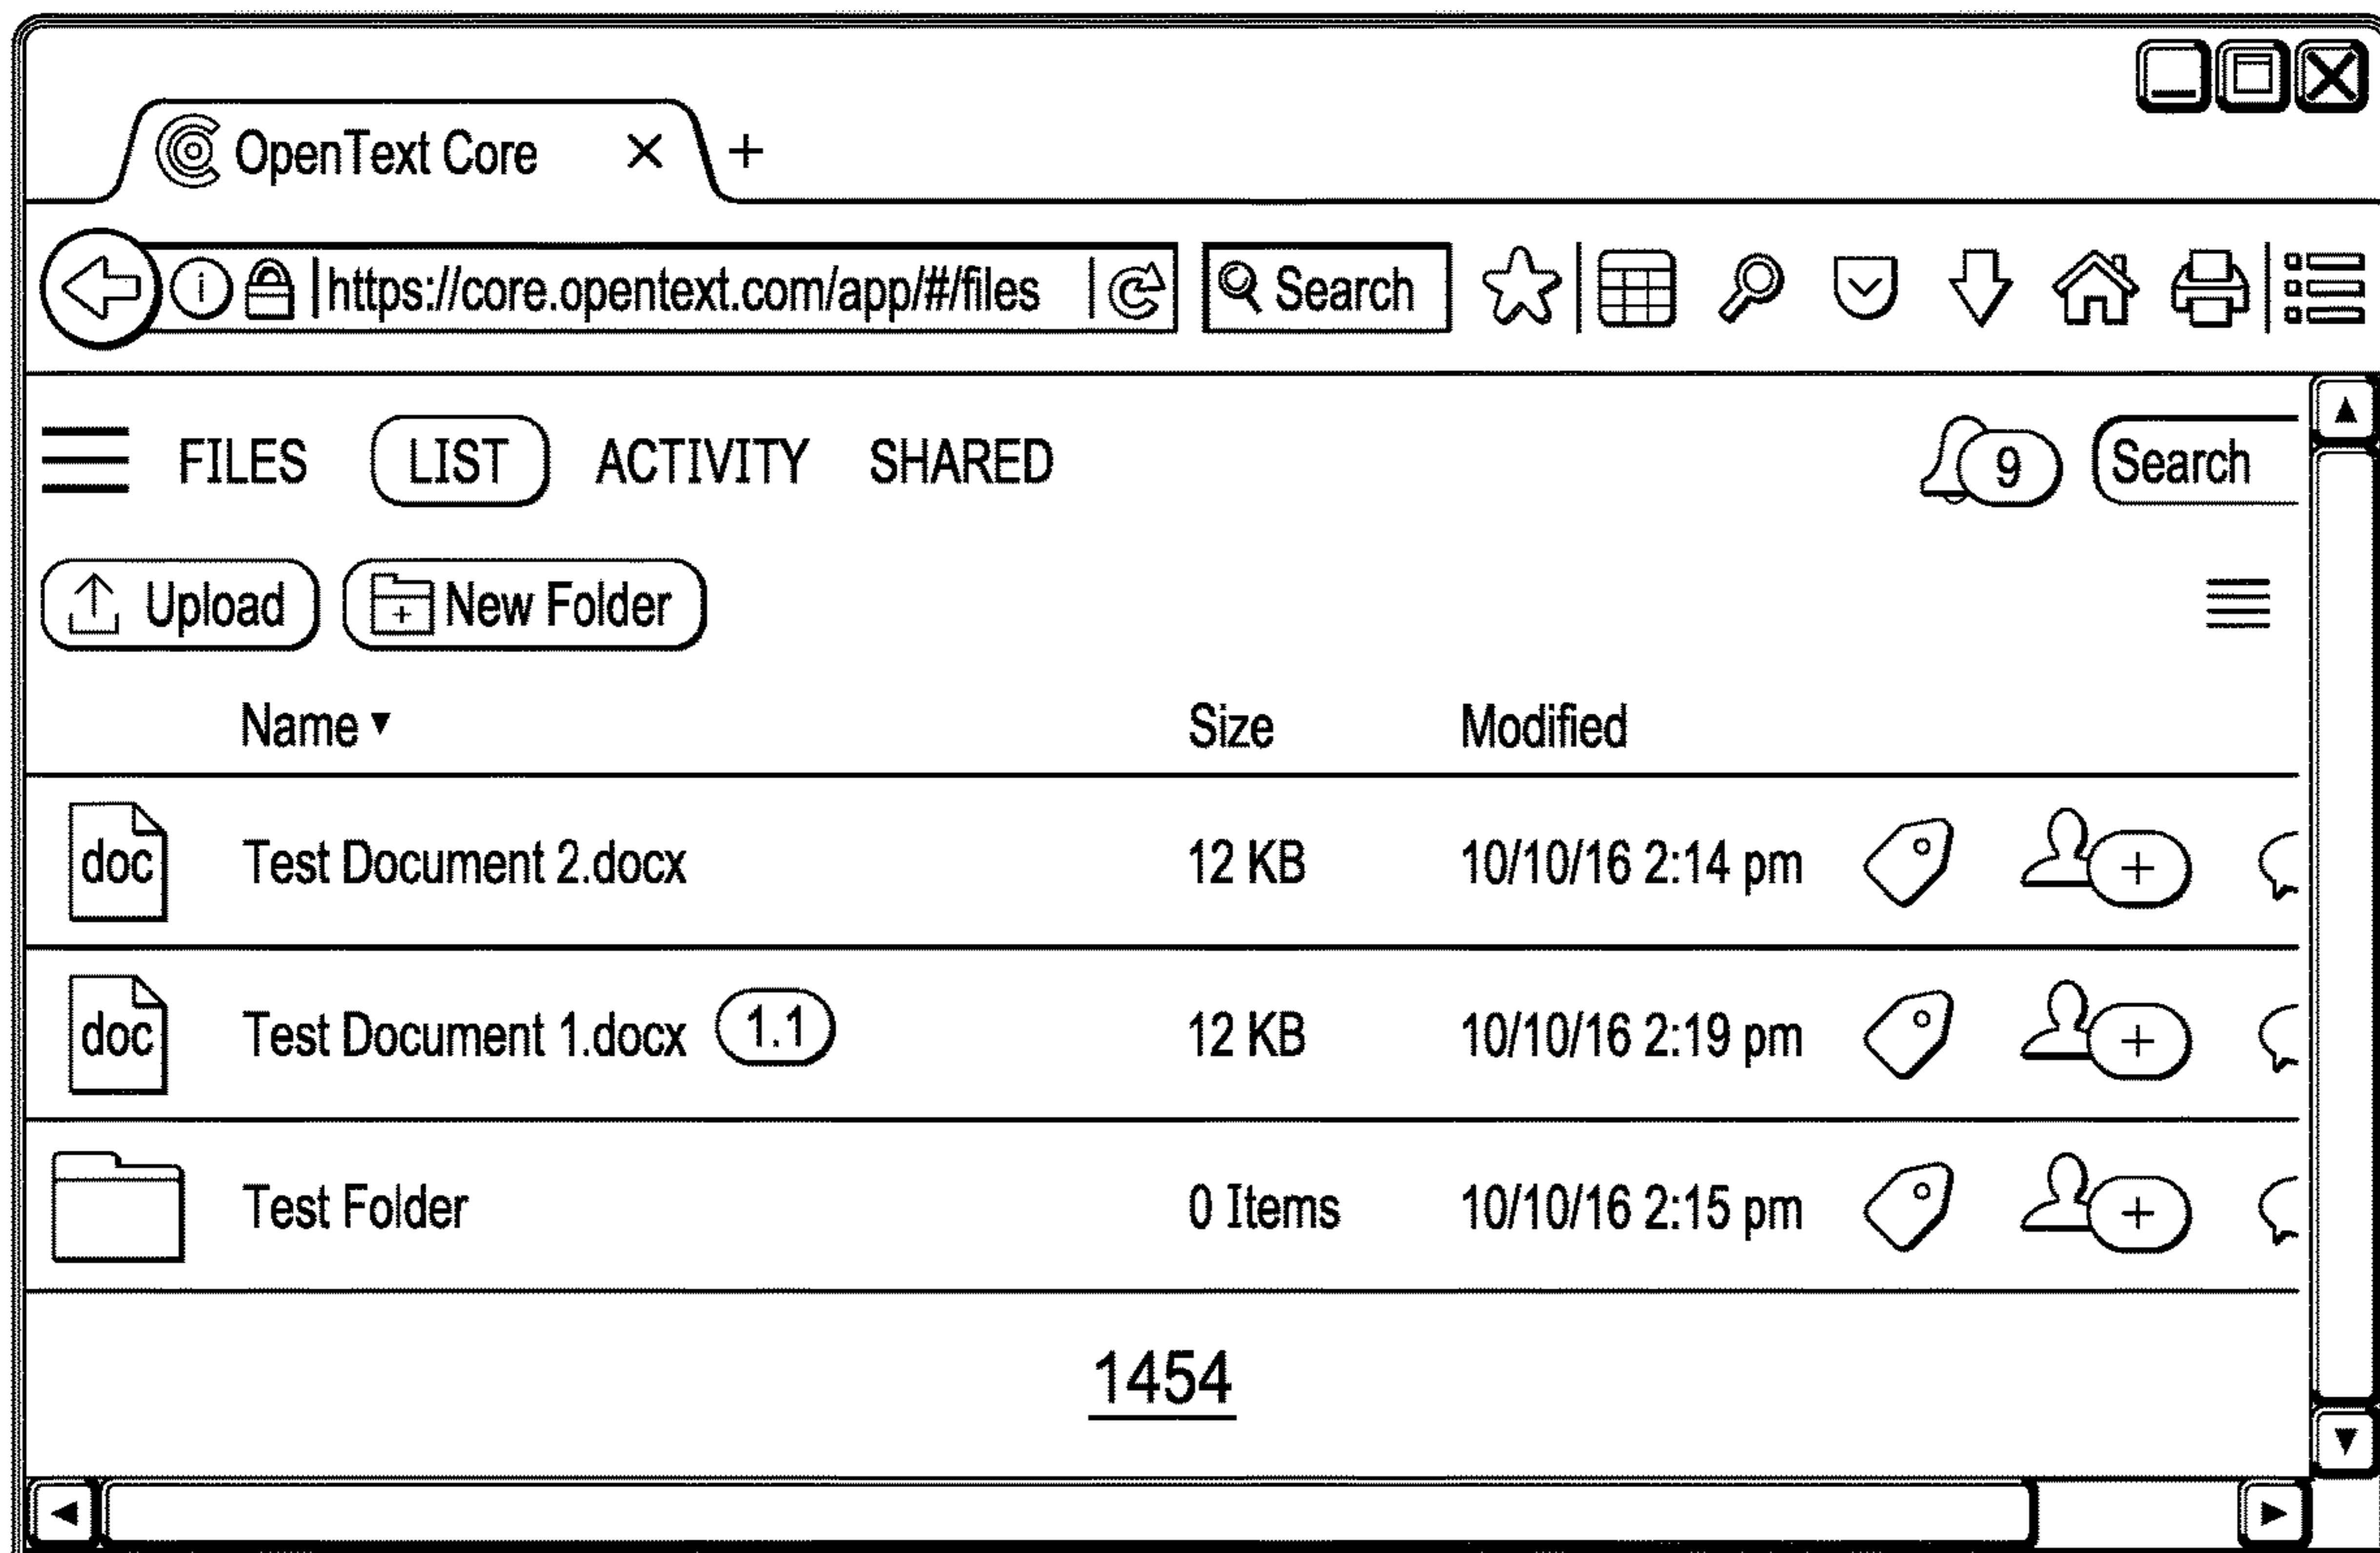 OpenText Core
https://core.opentext.com/app/#/files Search
FILES LIST ACTIVITY SHARED 9 Search
Upload New Folder
Name Size Modified
doc Test Document 2.docx 12 KB 10/10/16 2:14 pm
doc Test Document 1.docx 1.1 12 KB 10/10/16 2:19 pm
Test Folder 0 Items 10/10/16 2:15 pm
1454